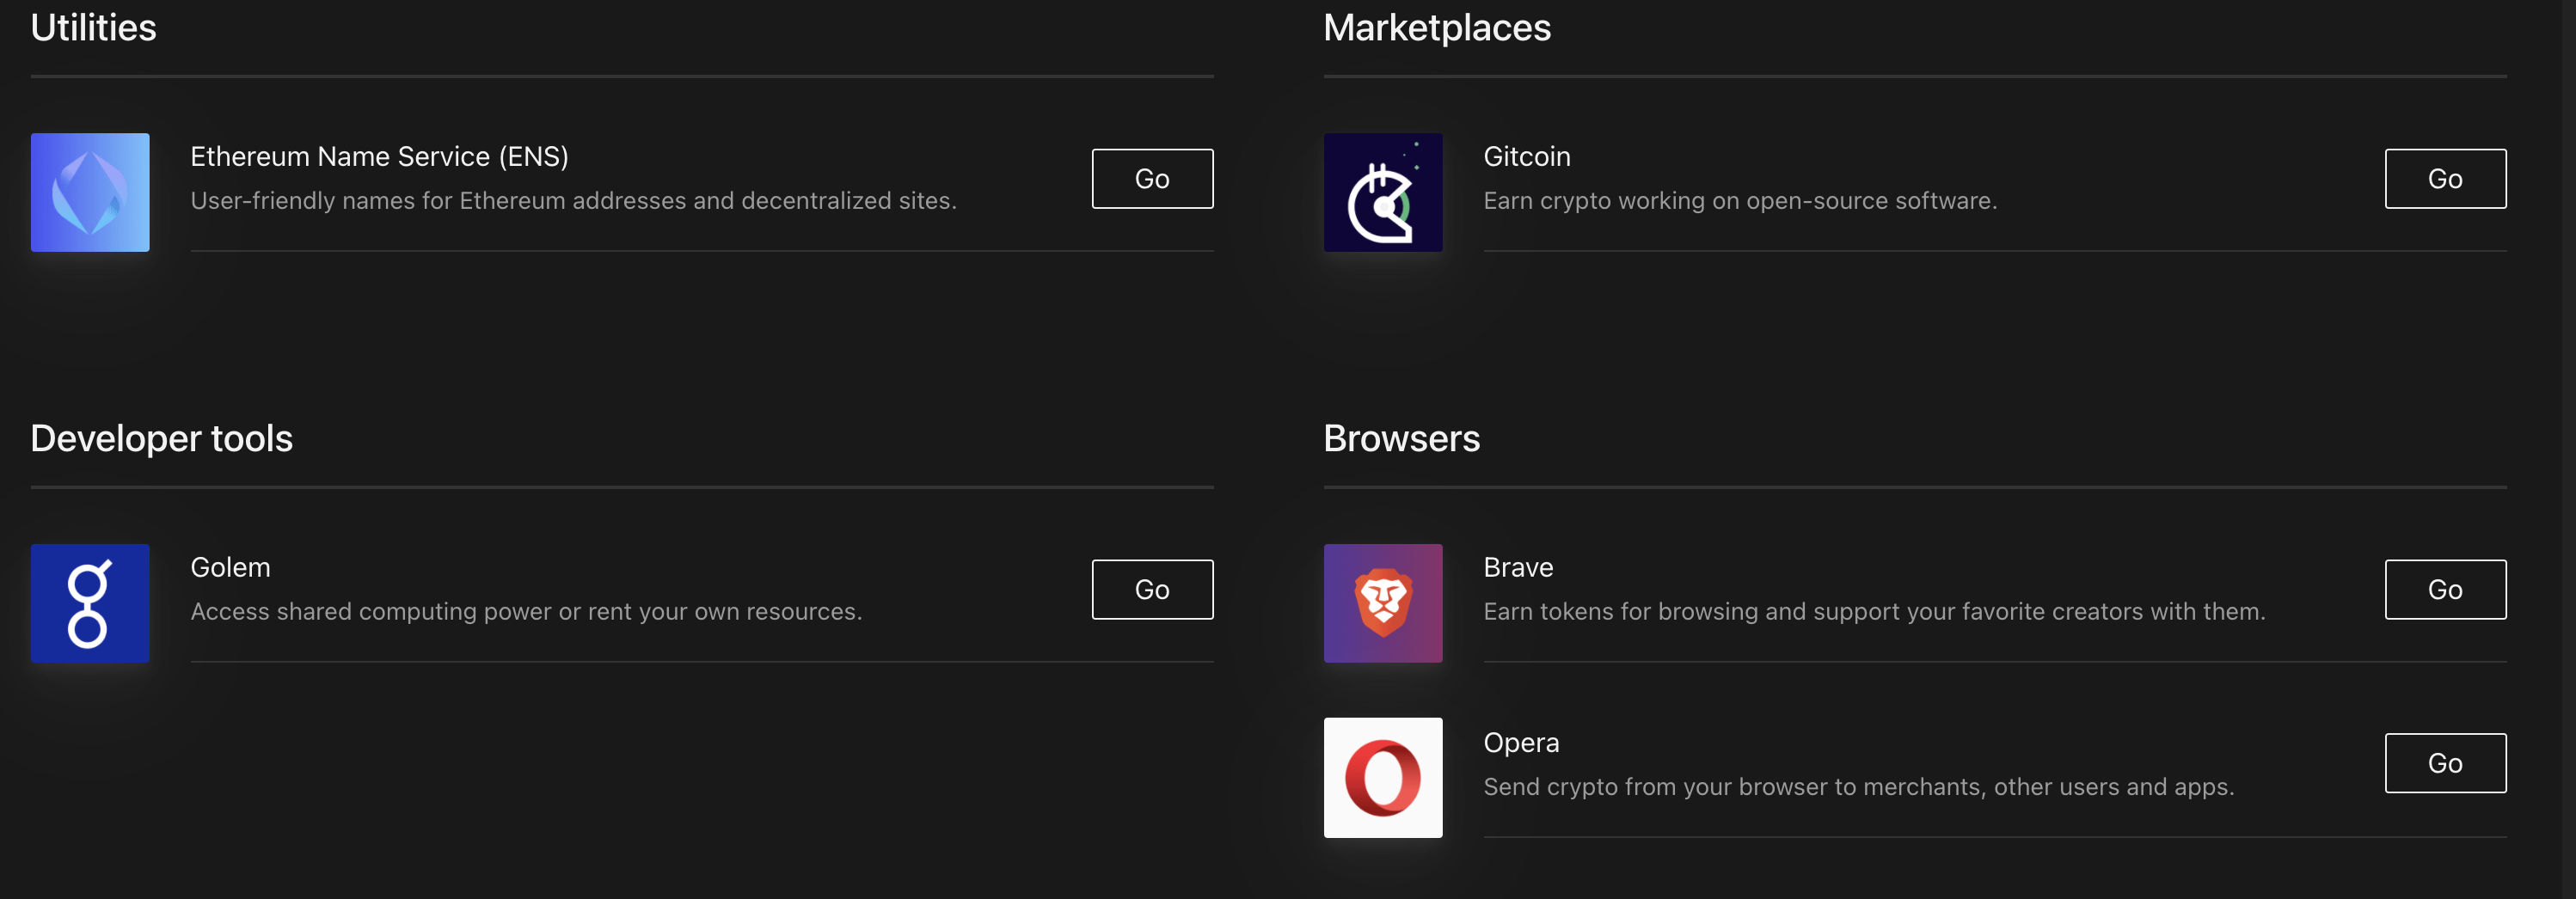 Utilities
Ethereum Name Service (ENS)
User-friendly names for Ethereum addresses and decentralized sites.
Go
Marketplaces
Gitcoin
Earn crypto working on open-source software.
Go
Developer tools
Golem
Access shared computing power or rent your own resources.
Go
Browsers
Brave
Earn tokens for browsing and support your favorite creators with them.
Go
Opera
Send crypto from your browser to merchants, other users and apps.
Go